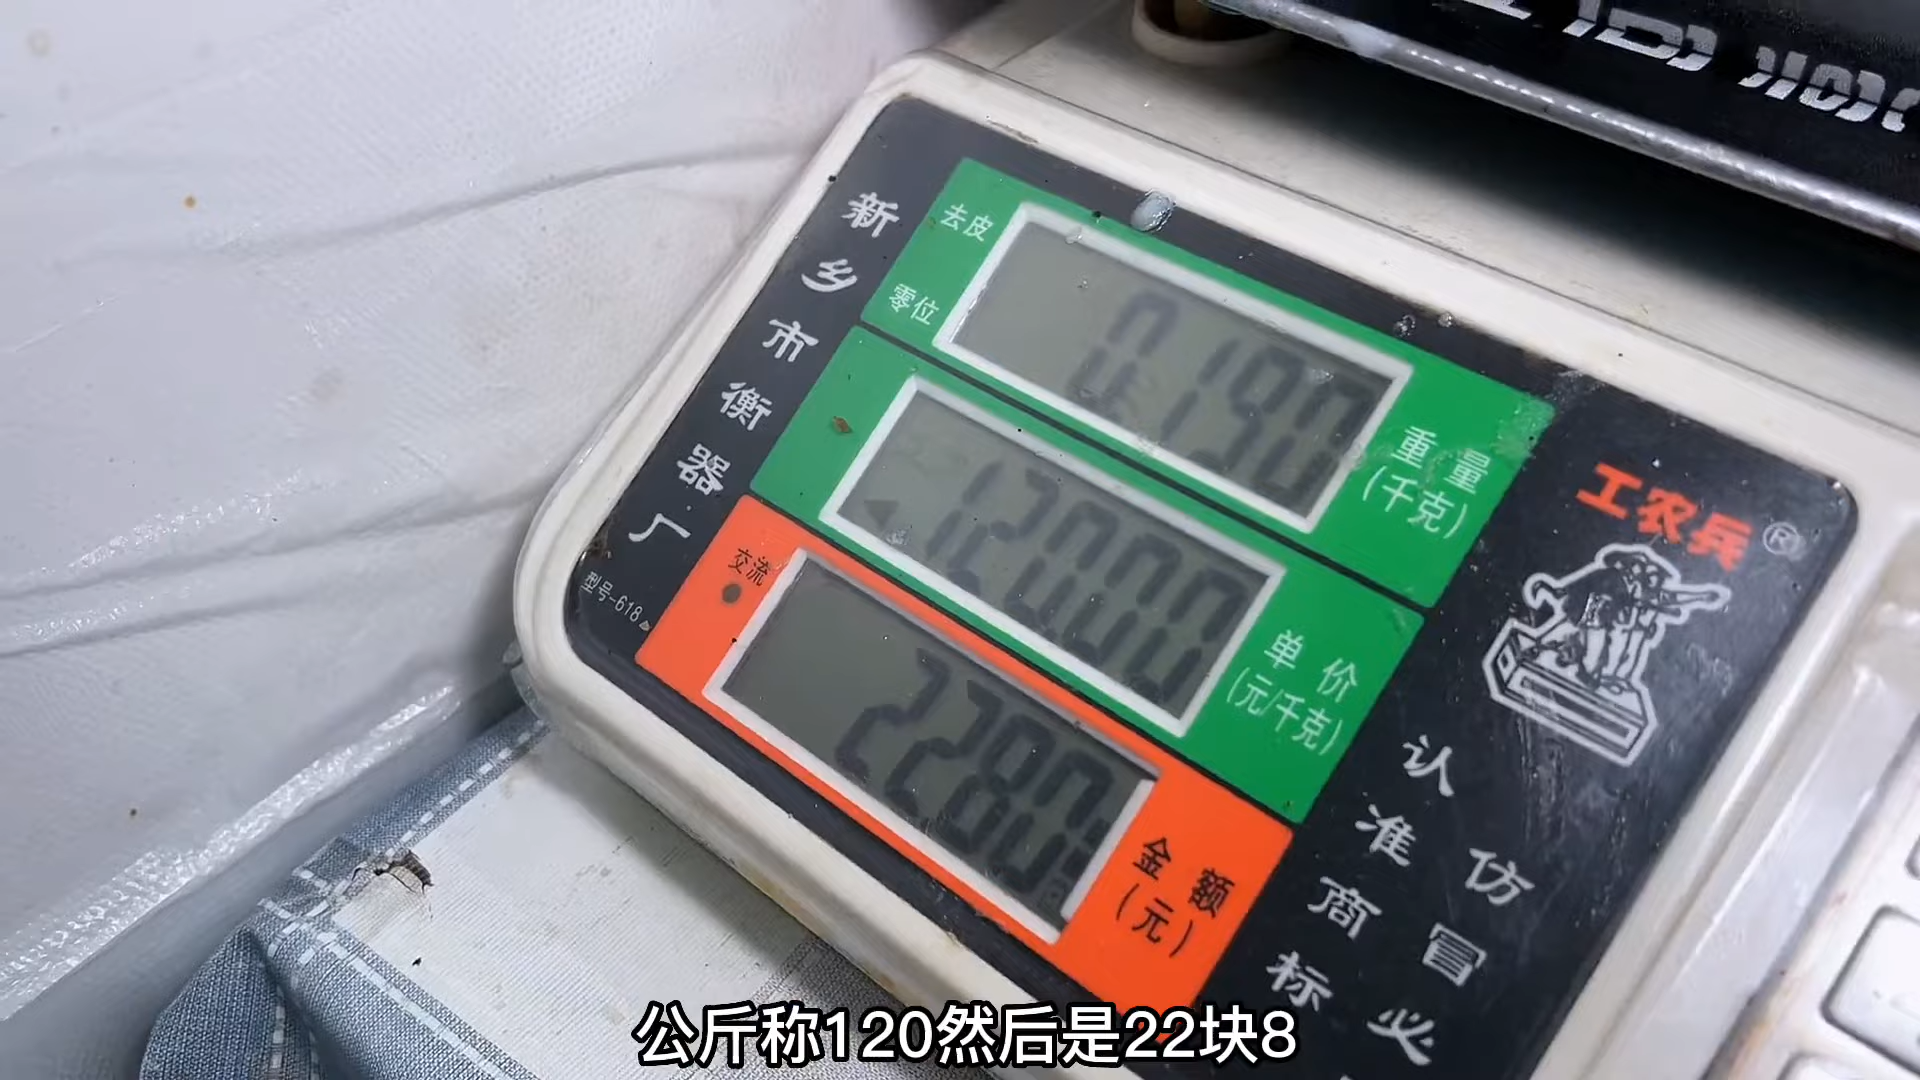 新乡市衡器厂
型号-618
去皮
零位
0.190
重量
(千克)
120.00
单价
(元/千克)
交流
22.80
金额
(元)
工农兵®
认准商标
仿冒必
公斤称120然后是22块8